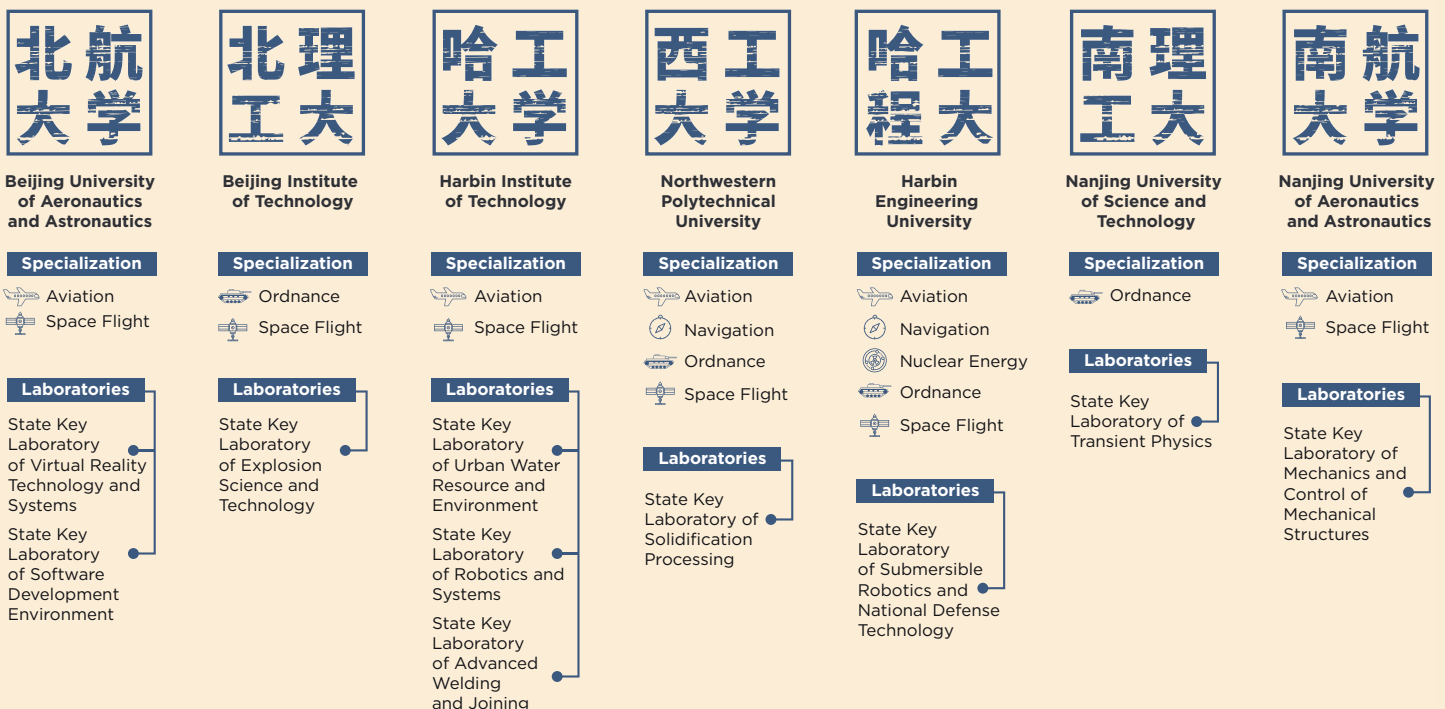 北航
大学
Beijing University
of Aeronautics
and Astronautics
Specialization
Aviation
Space Flight
Laboratories
State Key
Laboratory
of Virtual Reality
Technology and
Systems
State Key
Laboratory
of Software
Development
Environment
北理
工大
Beijing Institute
of Technology
Specialization
Ordnance
Space Flight
Laboratories
State Key
Laboratory
of Explosion
Science and
Technology
哈工
大学
Harbin Institute
of Technology
Specialization
Aviation
Space Flight
Laboratories
State Key
Laboratory
of Urban Water
Resource and
Environment
State Key
Laboratory
of Robotics and
Systems
State Key
Laboratory
of Advanced
Welding
and Joining
西工
大学
Northwestern
Polytechnical
University
Specialization
Aviation
Navigation
Ordnance
Space Flight
Laboratories
State Key
Laboratory of
Solidification
Processing
哈工
程大
Harbin
Engineering
University
Specialization
Aviation
Navigation
Nuclear Energy
Ordnance
Space Flight
Laboratories
State Key
Laboratory
of Submersible
Robotics and
National Defense
Technology
南理
工大
Nanjing University
of Science and
Technology
Specialization
Ordnance
Laboratories
State Key
Laboratory of
Transient Physics
南航
大学
Nanjing University
of Aeronautics
and Astronautics
Specialization
Aviation
Space Flight
Laboratories
State Key
Laboratory of
Mechanics and
Control of
Mechanical
Structures